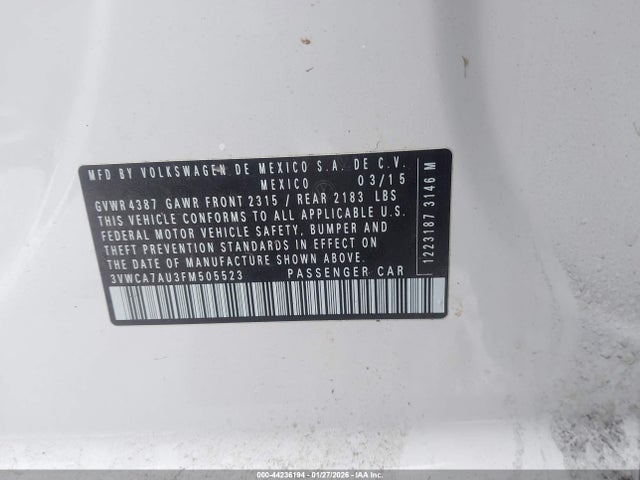 MFD BY VOLKSWAGEN DE MEXICO S.A. DE C.V.
MEXICO 03/15
GVWR 4387 GAWR FRONT 2315 / REAR 2183 LBS
THIS VEHICLE CONFORMS TO ALL APPLICABLE U.S.
FEDERAL MOTOR VEHICLE SAFETY, BUMPER AND
THEFT PREVENTION STANDARDS IN EFFECT ON
THE DATE OF MANUFACTURE SHOWN ABOVE.
3VWCA7AU3FM505523 PASSENGER CAR
1223187 3146 M
000-44236194 - 01/27/2026 - IAAI Inc.